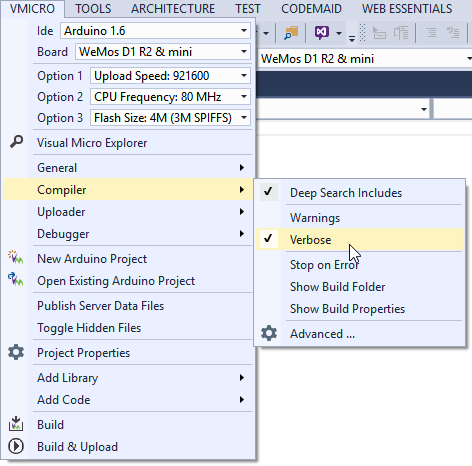 VMICRO TOOLS ARCHITECTURE TEST CODEMAID WEB ESSENTIALS
Ide Arduino 1.6
Board WeMos D1 R2 & mini
WeMos D1 R2 & mini
Option 1 Upload Speed: 921600
Option 2 CPU Frequency: 80 MHz
Option 3 Flash Size: 4M (3M SPIFFS)
Visual Micro Explorer
General
Compiler
Uploader
Debugger
New Arduino Project
Open Existing Arduino Project
Publish Server Data Files
Toggle Hidden Files
Project Properties
Add Library
Add Code
Build
Build & Upload
Deep Search Includes
Warnings
Verbose
Stop on Error
Show Build Folder
Show Build Properties
Advanced ...